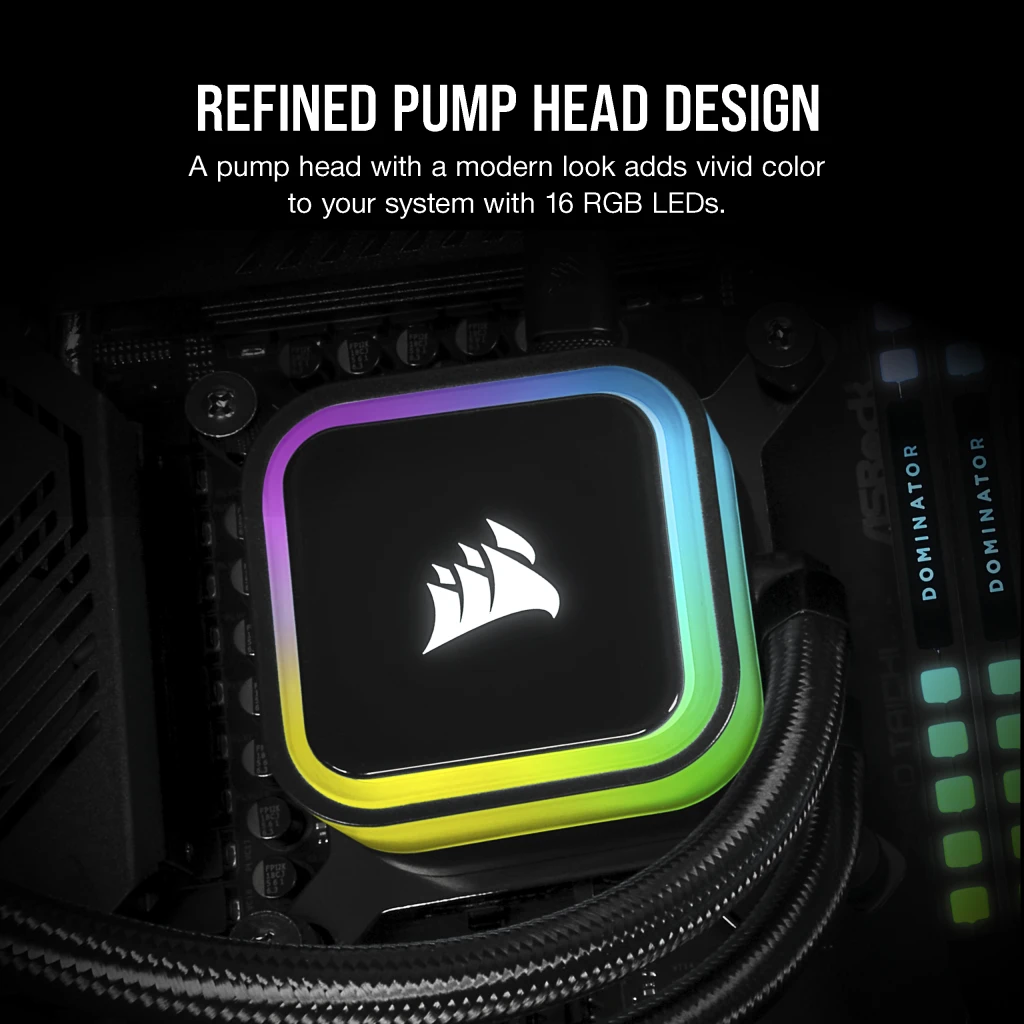 REFINED PUMP HEAD DESIGN
A pump head with a modern look adds vivid color
to your system with 16 RGB LEDs.
ASRock
DOMINATOR
DOMINATOR
TAICHI